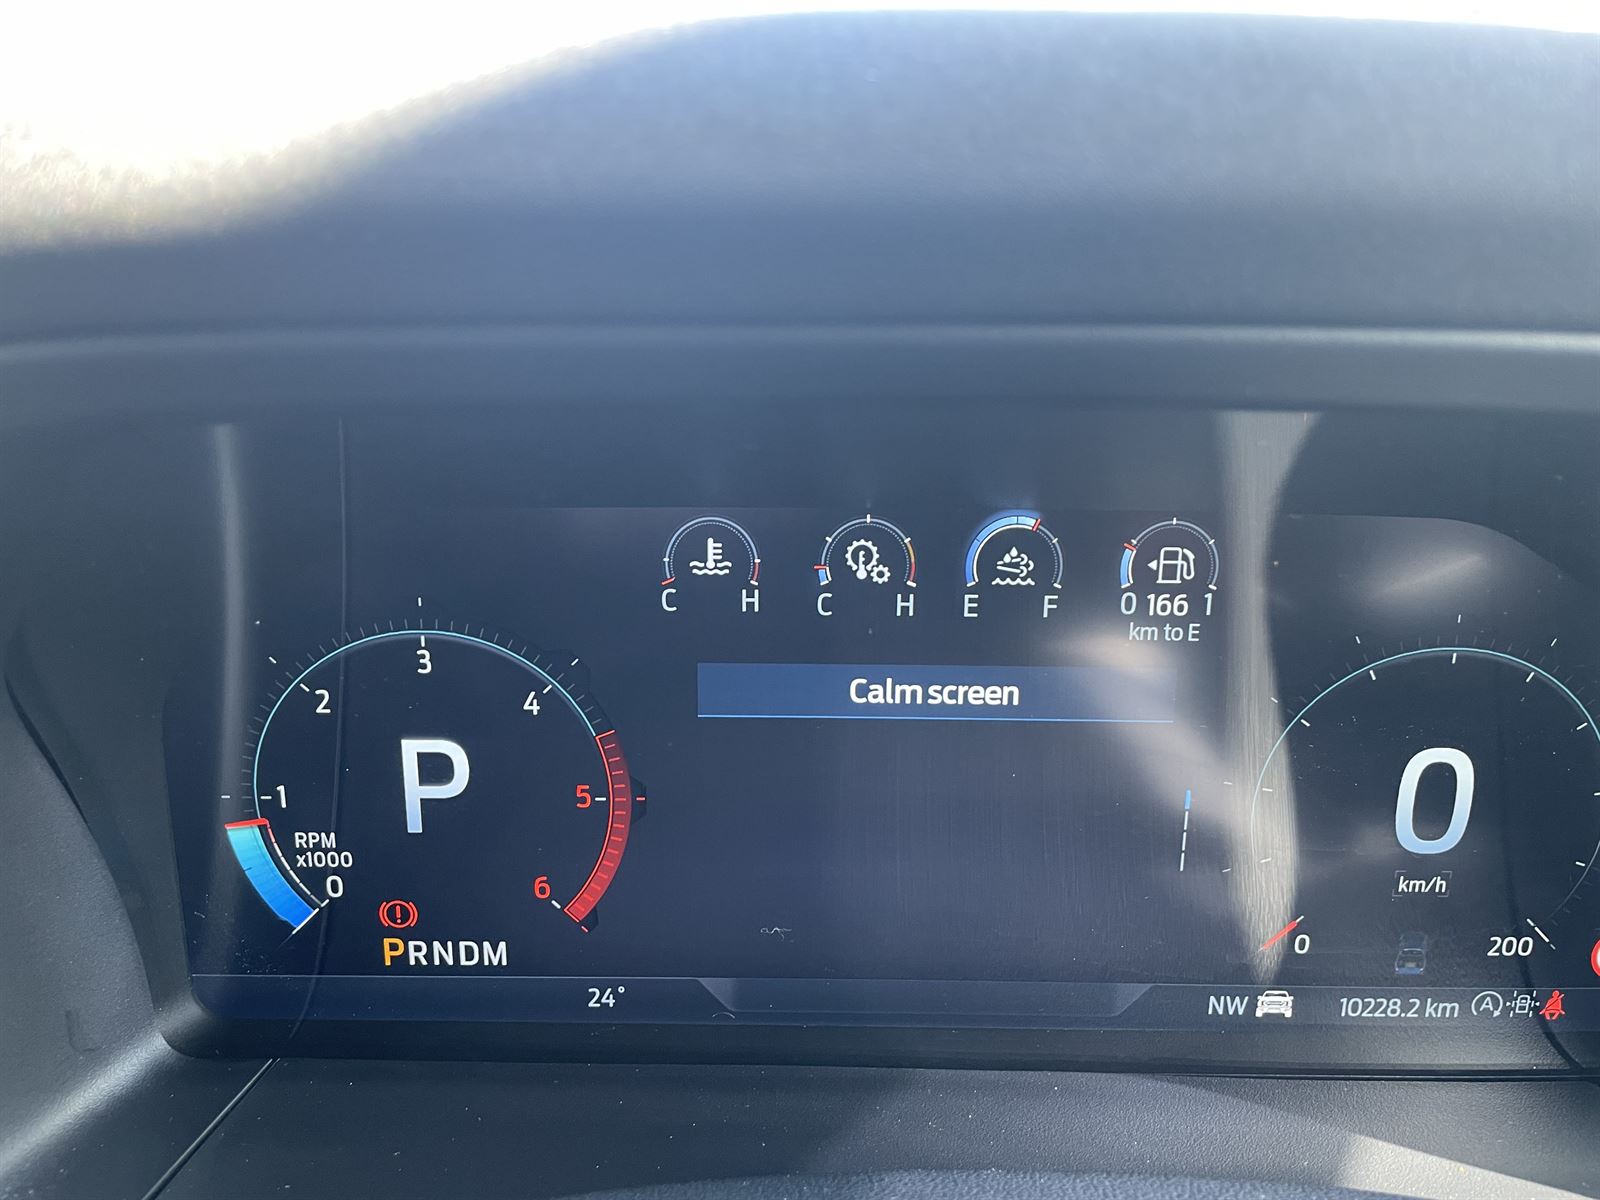 C H
C H
E F
0 166 1
km to E
Calm screen
3
2
4
1
5
RPM
x1000
0
6
P
PRNDM
24°
0
km/h
0
200
NW
10228.2 km
A